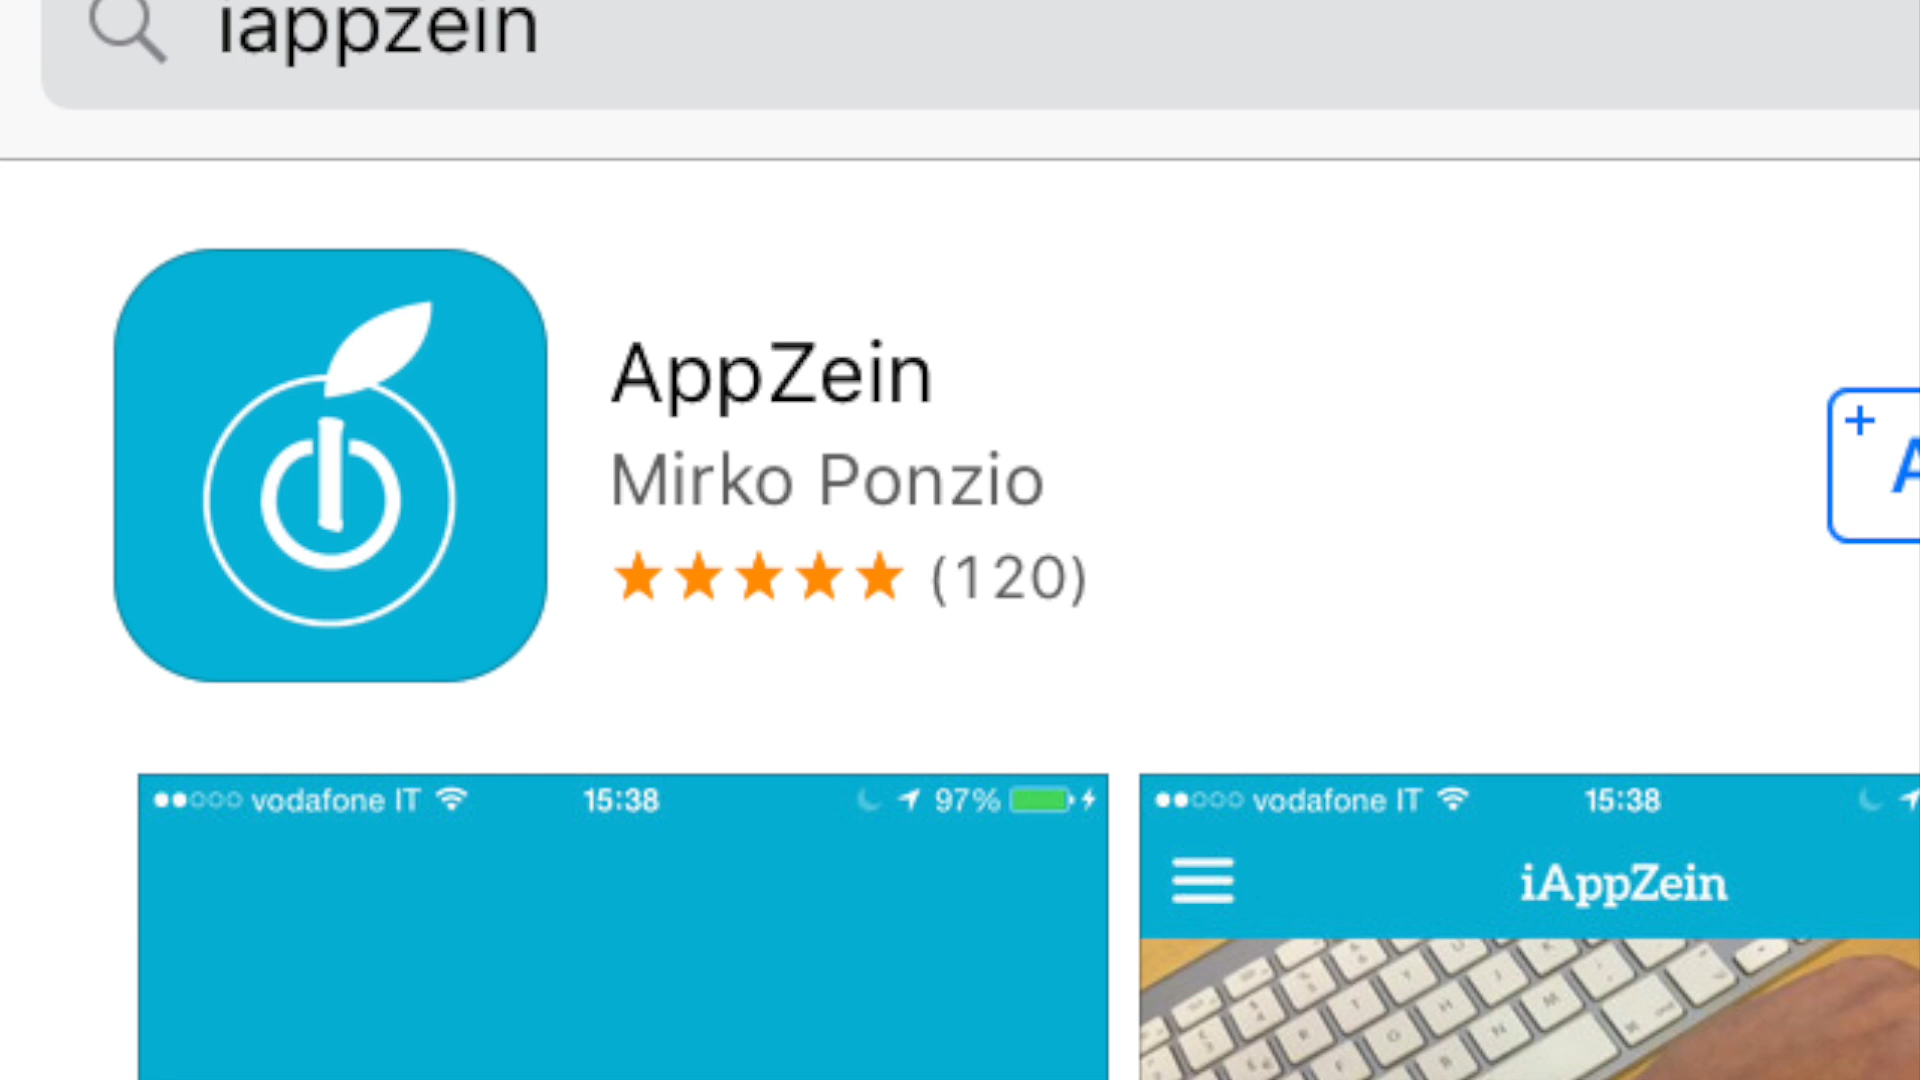 iappzein
AppZein
Mirko Ponzio
(120)
+
vodafone IT 15:38 97%
vodafone IT 15:38
iAppZein